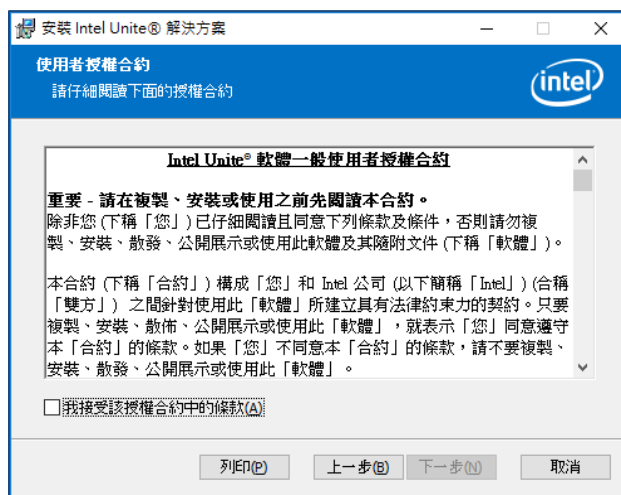 安裝 Intel Unite® 解決方案
使用者授權合約
請仔細閱讀下面的授權合約
intel
Intel Unite® 軟體一般使用者授權合約
重要 - 請在複製、安裝或使用之前先閱讀本合約。
除非您 (下稱「您」) 已仔細閱讀且同意下列條款及條件，否則請勿複
製、安裝、散發、公開展示或使用此軟體及其隨附文件 (下稱「軟體」)。
本合約 (下稱「合約」) 構成「您」和 Intel 公司 (以下簡稱「Intel」) (合稱
「雙方」) 之間針對使用此「軟體」所建立具有法律約束力的契約。只要
複製、安裝、散佈、公開展示或使用此「軟體」，就表示「您」同意遵守
本「合約」的條款。如果「您」不同意本「合約」的條款，請不要複製、
安裝、散發、公開展示或使用此「軟體」。
我接受該授權合約中的條款(A)
列印(P) 上一步(B) 下一步(N) 取消